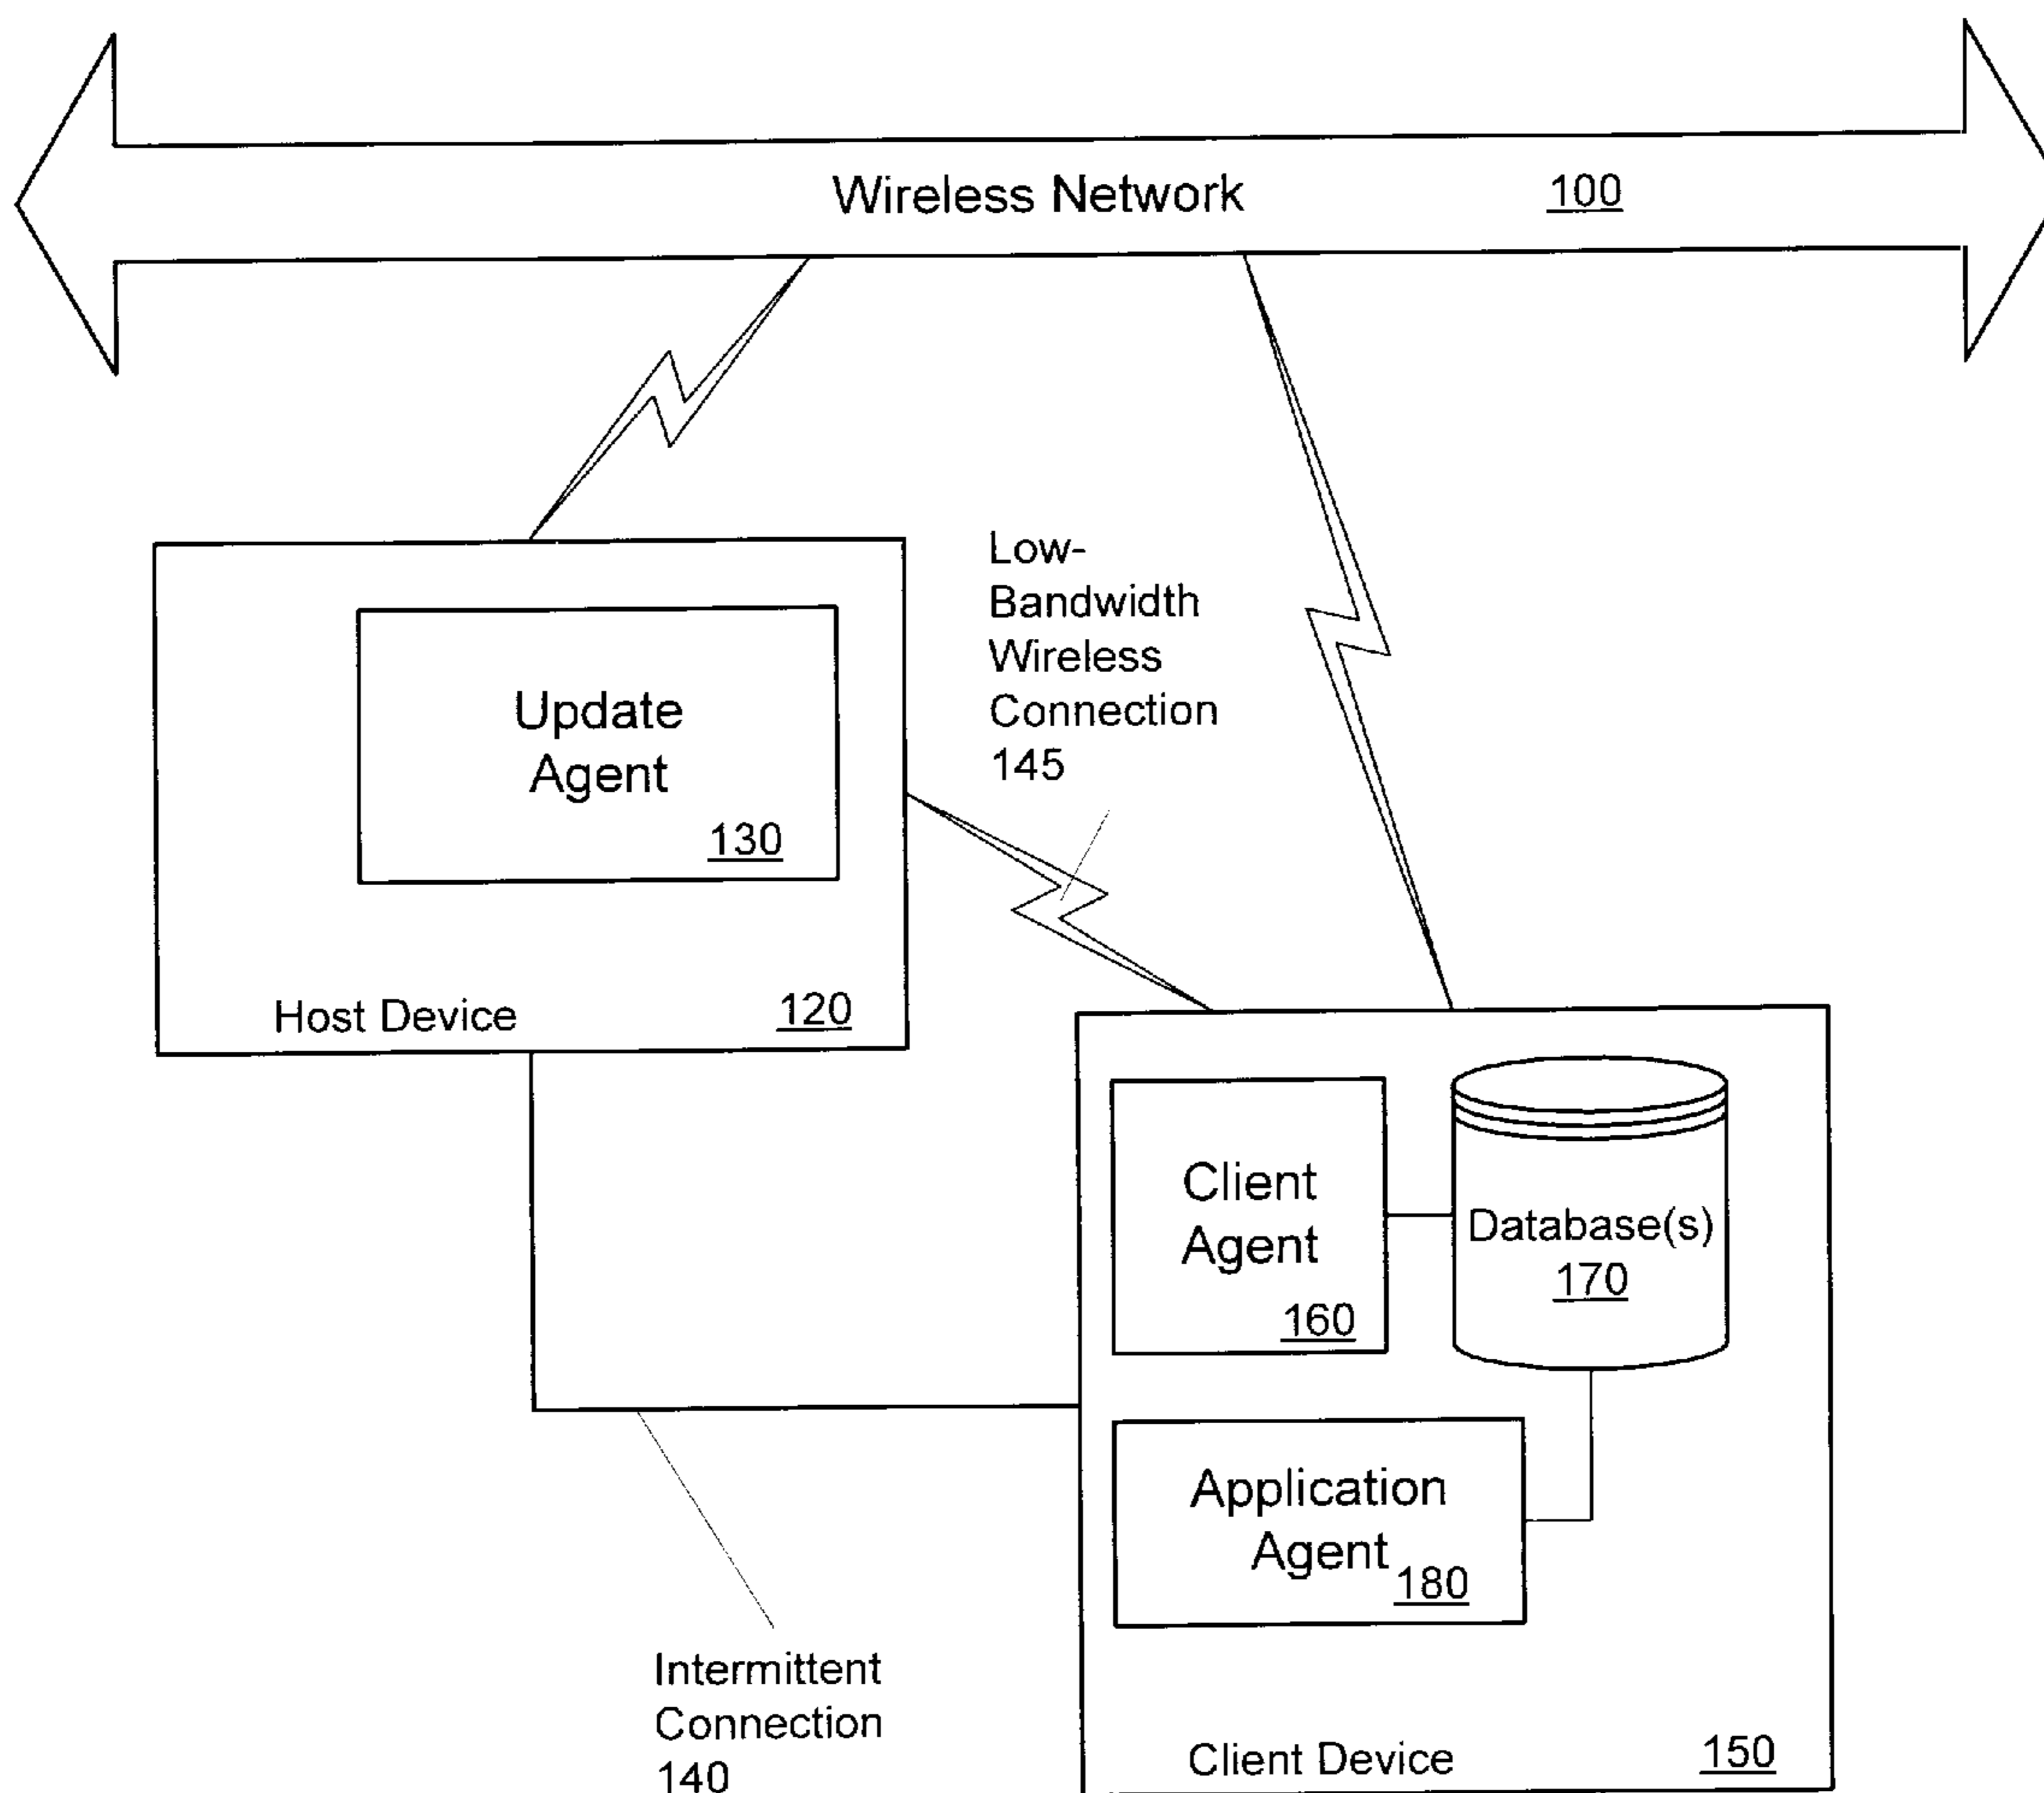 Wireless Network 100
Low-
Bandwidth
Wireless
Connection
145
Update
Agent
130
Host Device 120
Client
Agent
160
Database(s)
170
Application
Agent
180
Intermittent
Connection
140
Client Device 150